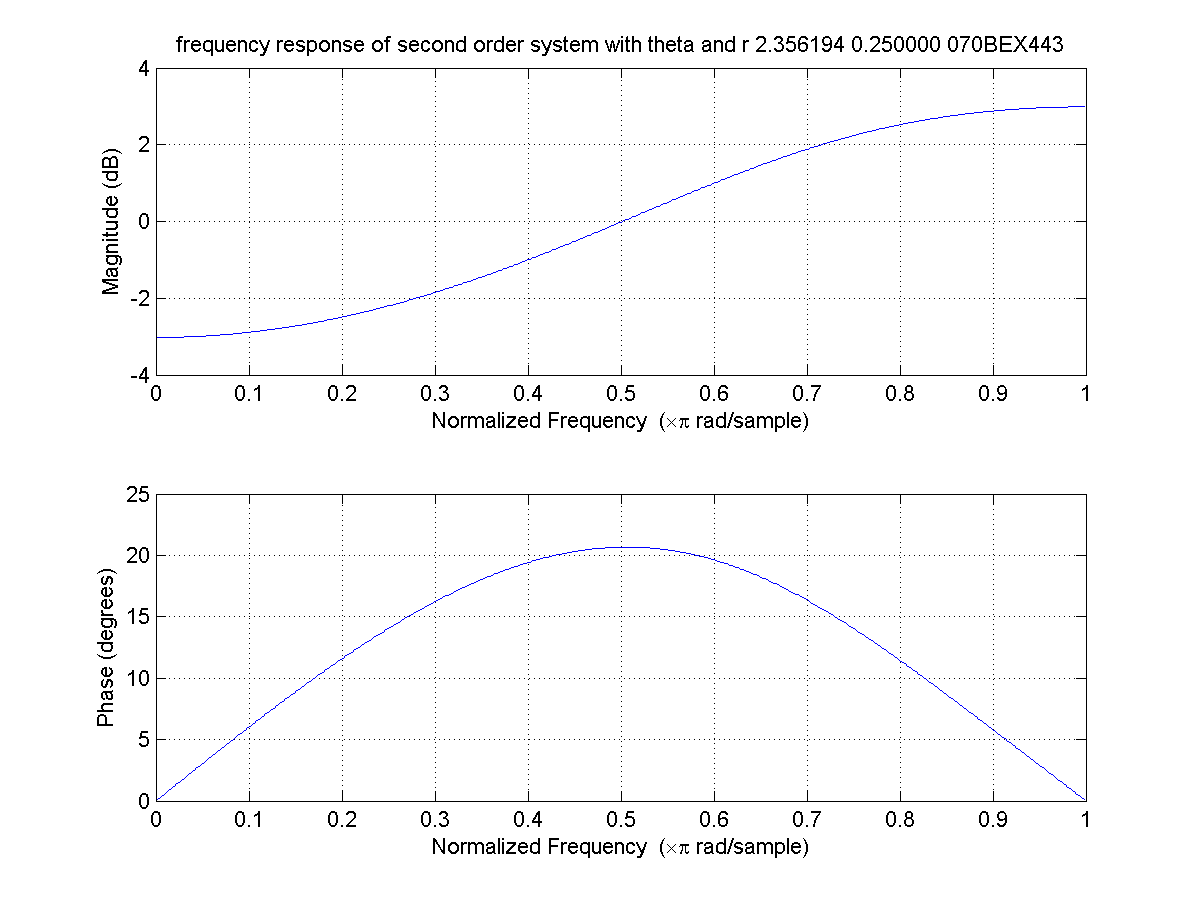 frequency response of second order system with theta and r 2.356194 0.250000 070BEX443
4
2
0
-2
-4
Magnitude (dB)
0 0.1 0.2 0.3 0.4 0.5 0.6 0.7 0.8 0.9 1
Normalized Frequency (×π rad/sample)
25
20
15
10
5
0
Phase (degrees)
0 0.1 0.2 0.3 0.4 0.5 0.6 0.7 0.8 0.9 1
Normalized Frequency (×π rad/sample)